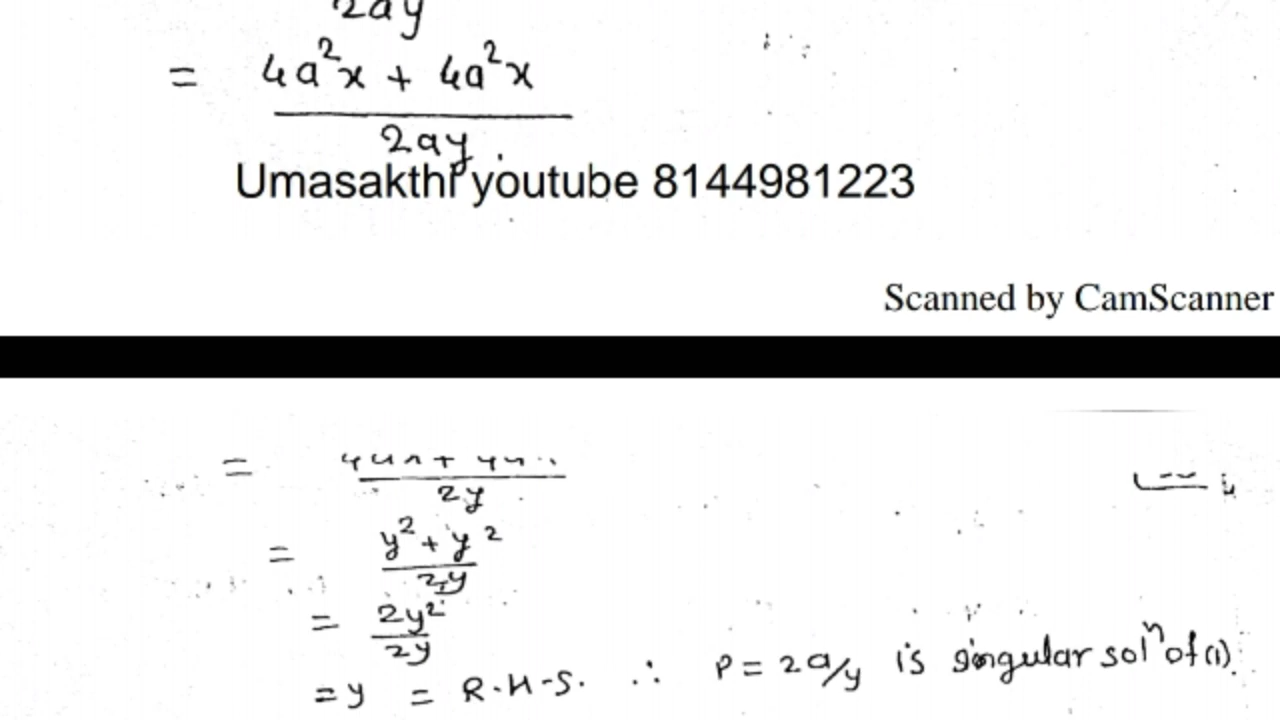 2ay
= 4a²x + 4a²x
2ay
Umasakthi youtube 8144981223
Scanned by CamScanner
=
2y
= y² + y²
2y
= 2y²
2y
= y = R.H.S. ∴ P = 2a/y is singular solⁿ of (1).